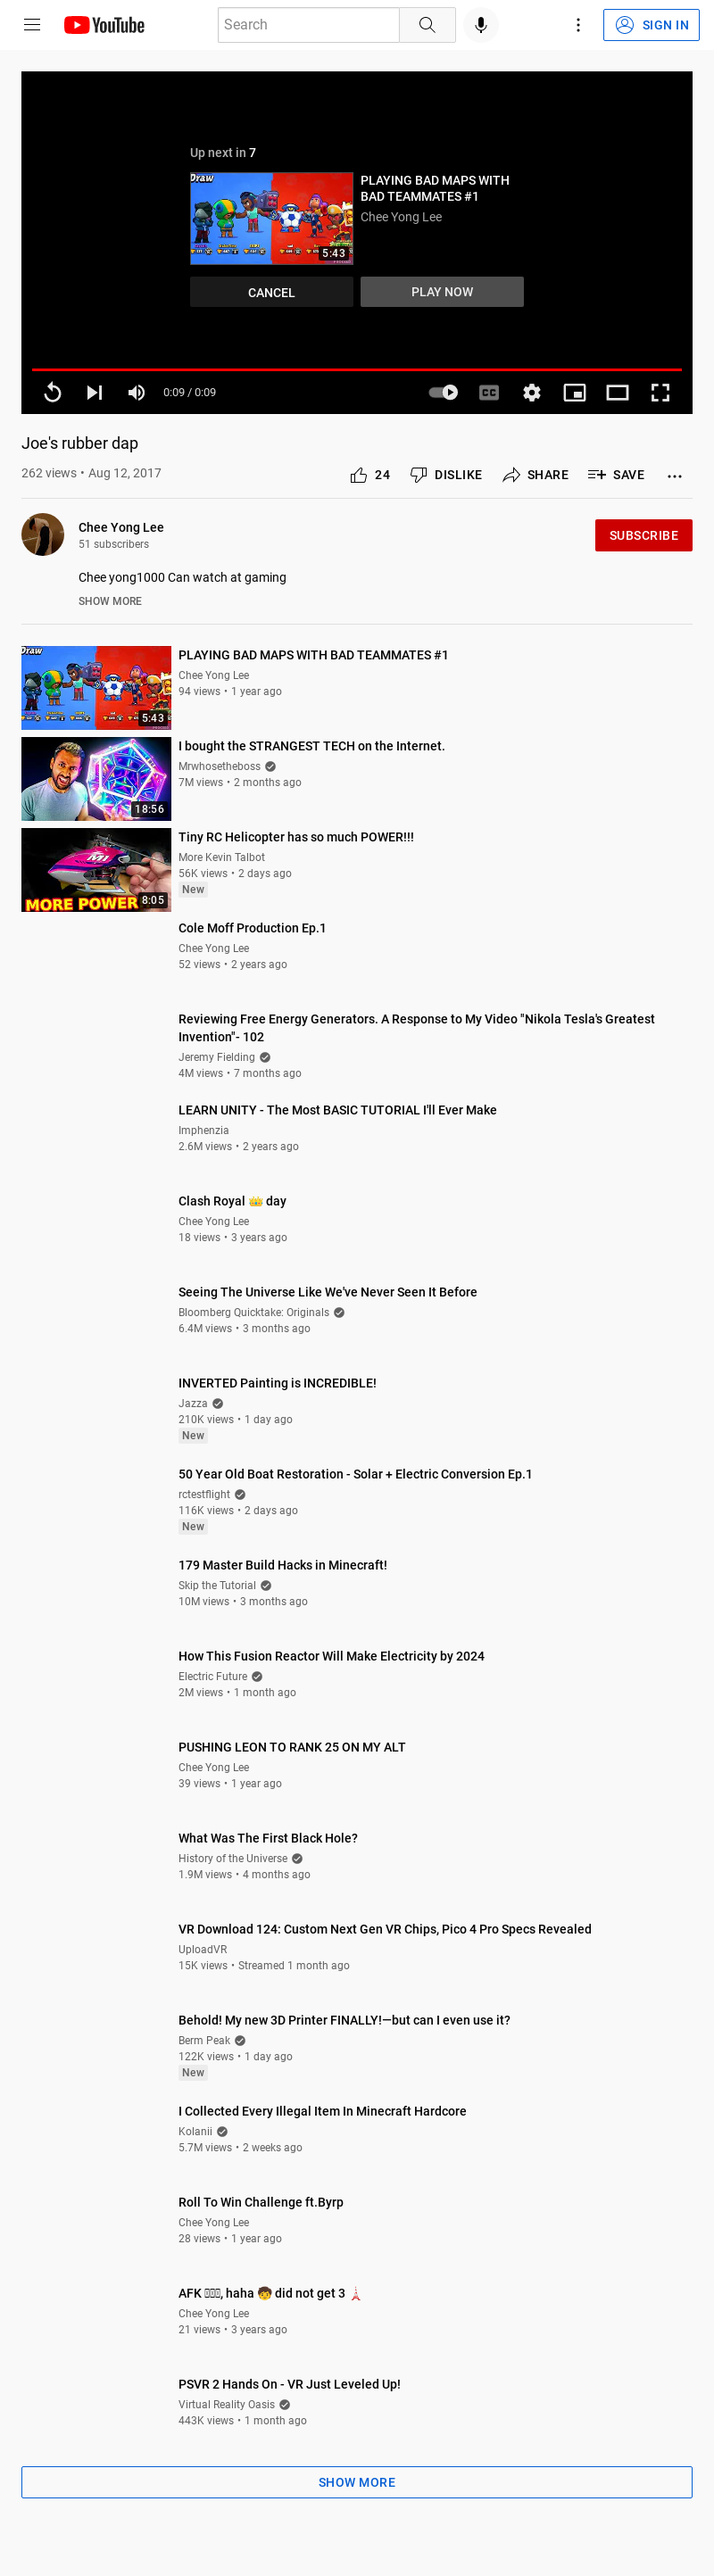 YouTube
Search
SIGN IN
Up next in 7
Draw
5:43
PLAYING BAD MAPS WITH
BAD TEAMMATES #1
Chee Yong Lee
CANCEL
PLAY NOW
0:09 / 0:09
CC
Joe's rubber dap
262 views • Aug 12, 2017
24
DISLIKE
SHARE
SAVE
Chee Yong Lee
51 subscribers
SUBSCRIBE
Chee yong1000 Can watch at gaming
SHOW MORE
Draw
5:43
PLAYING BAD MAPS WITH BAD TEAMMATES #1
Chee Yong Lee
94 views • 1 year ago
18:56
I bought the STRANGEST TECH on the Internet.
Mrwhosetheboss
7M views • 2 months ago
M1
MORE POWER
8:05
Tiny RC Helicopter has so much POWER!!!
More Kevin Talbot
56K views • 2 days ago
New
Cole Moff Production Ep.1
Chee Yong Lee
52 views • 2 years ago
Reviewing Free Energy Generators. A Response to My Video "Nikola Tesla's Greatest
Invention"- 102
Jeremy Fielding
4M views • 7 months ago
LEARN UNITY - The Most BASIC TUTORIAL I'll Ever Make
Imphenzia
2.6M views • 2 years ago
Clash Royal 👑 day
Chee Yong Lee
18 views • 3 years ago
Seeing The Universe Like We've Never Seen It Before
Bloomberg Quicktake: Originals
6.4M views • 3 months ago
INVERTED Painting is INCREDIBLE!
Jazza
210K views • 1 day ago
New
50 Year Old Boat Restoration - Solar + Electric Conversion Ep.1
rctestflight
116K views • 2 days ago
New
179 Master Build Hacks in Minecraft!
Skip the Tutorial
10M views • 3 months ago
How This Fusion Reactor Will Make Electricity by 2024
Electric Future
2M views • 1 month ago
PUSHING LEON TO RANK 25 ON MY ALT
Chee Yong Lee
39 views • 1 year ago
What Was The First Black Hole?
History of the Universe
1.9M views • 4 months ago
VR Download 124: Custom Next Gen VR Chips, Pico 4 Pro Specs Revealed
UploadVR
15K views • Streamed 1 month ago
Behold! My new 3D Printer FINALLY!—but can I even use it?
Berm Peak
122K views • 1 day ago
New
I Collected Every Illegal Item In Minecraft Hardcore
Kolanii
5.7M views • 2 weeks ago
Roll To Win Challenge ft.Byrp
Chee Yong Lee
28 views • 1 year ago
AFK , haha 🧒 did not get 3 🗼
Chee Yong Lee
21 views • 3 years ago
PSVR 2 Hands On - VR Just Leveled Up!
Virtual Reality Oasis
443K views • 1 month ago
SHOW MORE